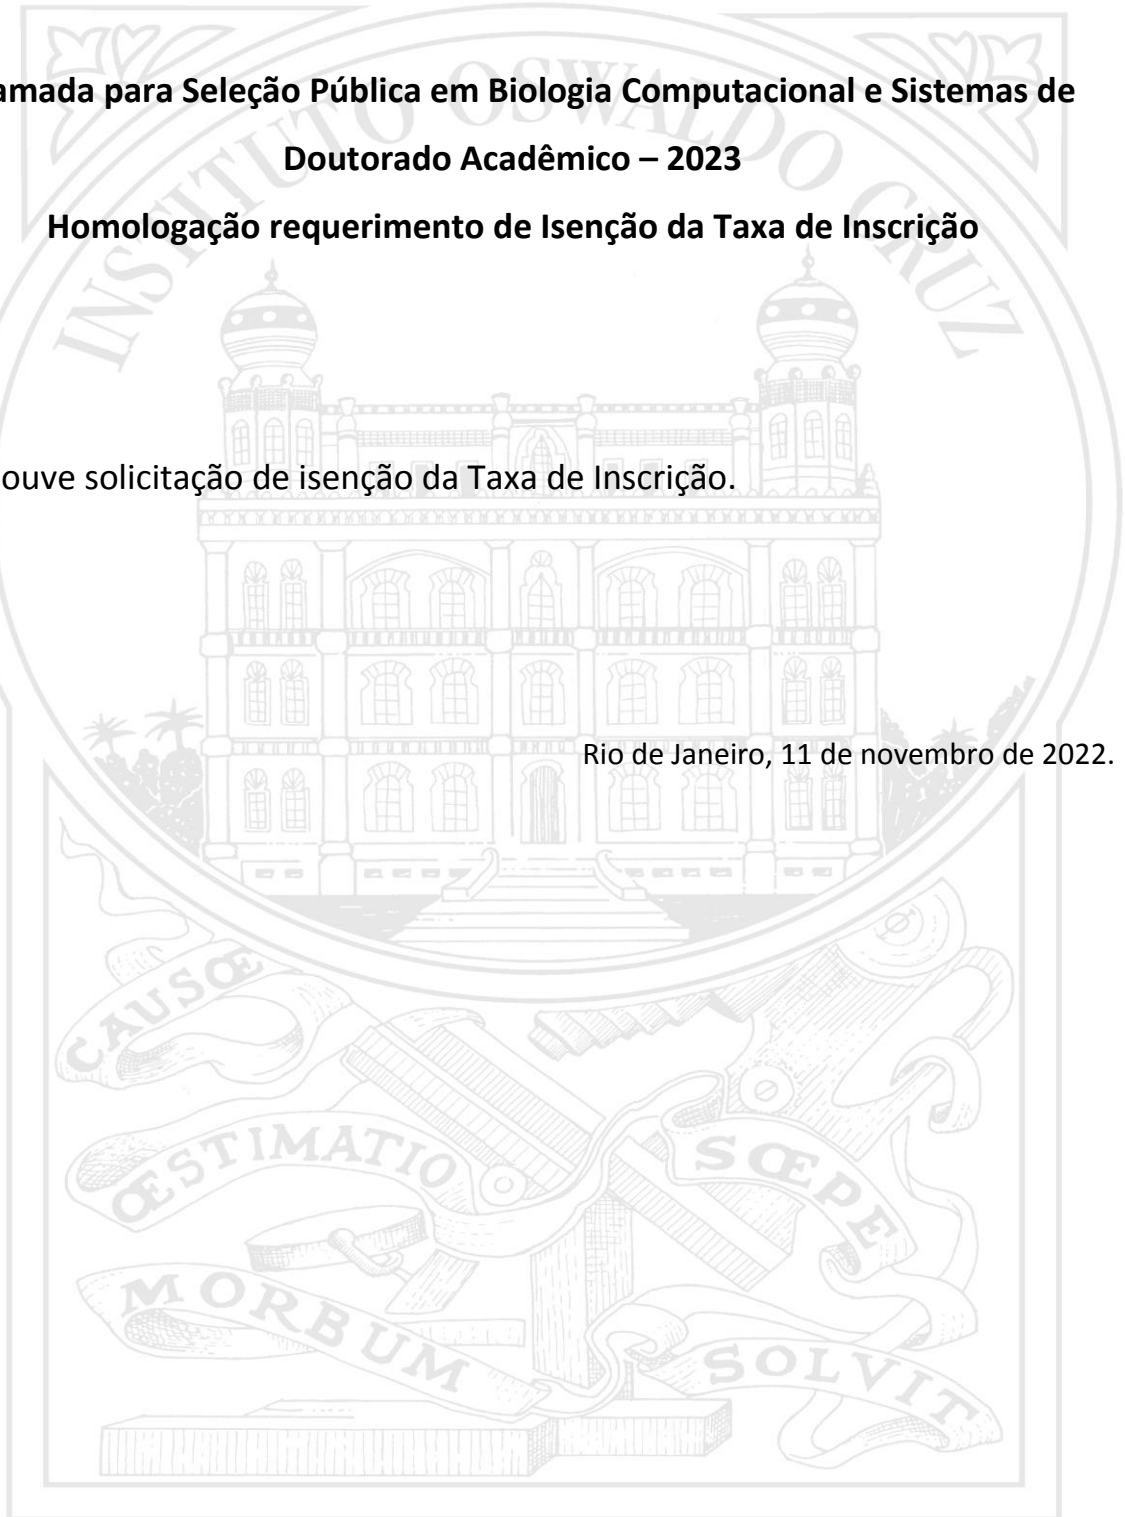 amada para Seleção Pública em Biologia Computacional e Sistemas de
Doutorado Acadêmico – 2023
Homologação requerimento de Isenção da Taxa de Inscrição
INSTITUTO OSWALDO CRUZ
ouve solicitação de isenção da Taxa de Inscrição.
Rio de Janeiro, 11 de novembro de 2022.
CAUSŒ
ŒSTIMATIO SŒPE
MORBUM SOLVIT